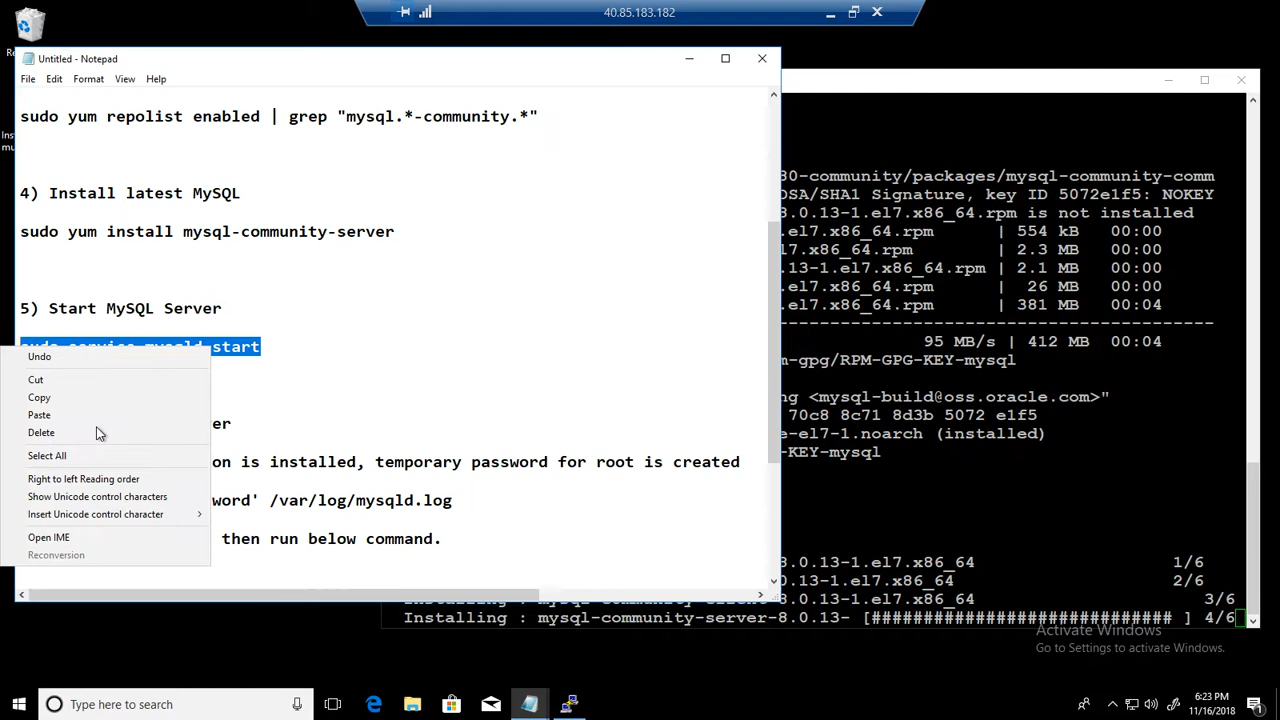 40.85.183.182
Untitled - Notepad
File Edit Format View Help
sudo yum repolist enabled | grep "mysql.*-community.*"
4) Install latest MySQL
sudo yum install mysql-community-server
5) Start MySQL Server
sudo service mysqld start
er
on is installed, temporary password for root is created
word' /var/log/mysqld.log
then run below command.
Undo
Cut
Copy
Paste
Delete
Select All
Right to left Reading order
Show Unicode control characters
Insert Unicode control character
Open IME
Reconversion
80-community/packages/mysql-community-comm
DSA/SHA1 Signature, key ID 5072e1f5: NOKEY
8.0.13-1.el7.x86_64.rpm is not installed
.el7.x86_64.rpm | 554 kB 00:00
l7.x86_64.rpm | 2.3 MB 00:00
.13-1.el7.x86_64.rpm | 2.1 MB 00:00
.el7.x86_64.rpm | 26 MB 00:00
.el7.x86_64.rpm | 381 MB 00:04
--------------------------------------------
95 MB/s | 412 MB 00:04
m-gpg/RPM-GPG-KEY-mysql
ng <mysql-build@oss.oracle.com>"
70c8 8c71 8d3b 5072 e1f5
e-el7-1.noarch (installed)
-KEY-mysql
8.0.13-1.el7.x86_64 1/6
.0.13-1.el7.x86_64 2/6
Installing : mysql-community-client-8.0.13-1.el7.x86_64 3/6
Installing : mysql-community-server-8.0.13- [############################# ] 4/6
Activate Windows
Go to Settings to activate Windows.
Type here to search
6:23 PM
11/16/2018
1